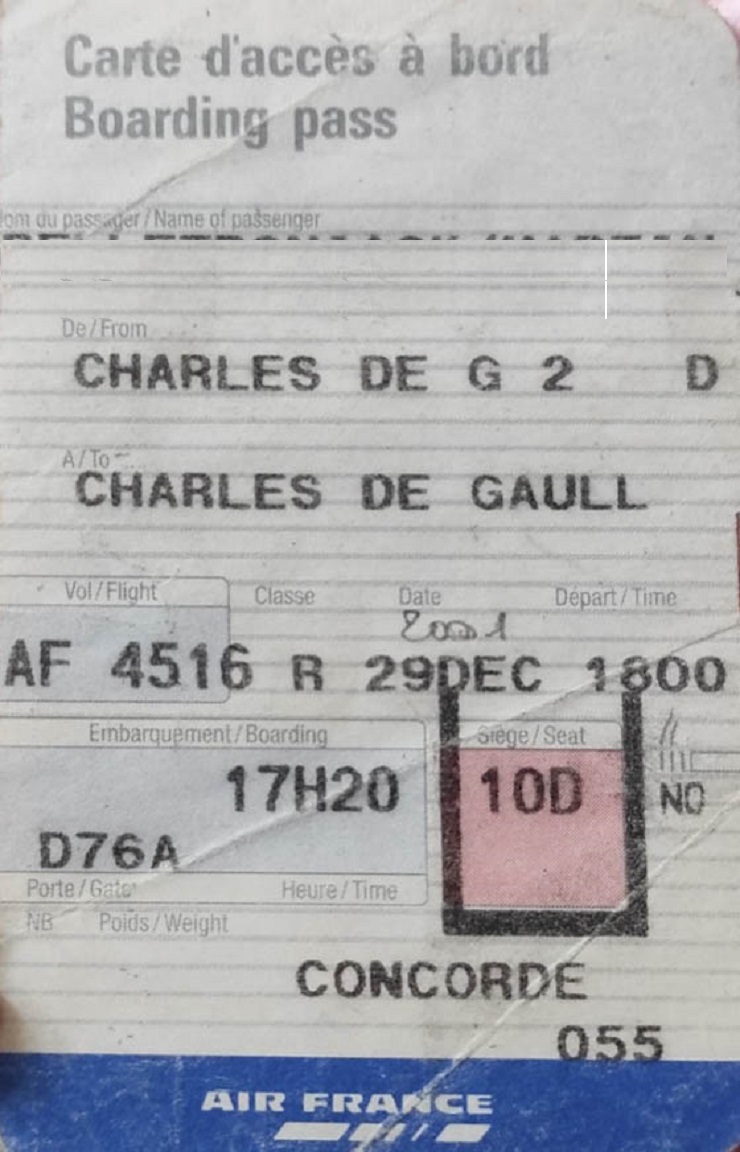 Carte d'accès à bord
Boarding pass
Nom du passager / Name of passenger
De / From
CHARLES DE G 2 D
A / To
CHARLES DE GAULL
Vol / Flight Classe Date Départ / Time
2001
AF 4516 R 29DEC 1800
Embarquement / Boarding Siège / Seat
17H20 10D NO
D76A
Porte / Gate Heure / Time
NB Poids / Weight
CONCORDE
055
AIR FRANCE